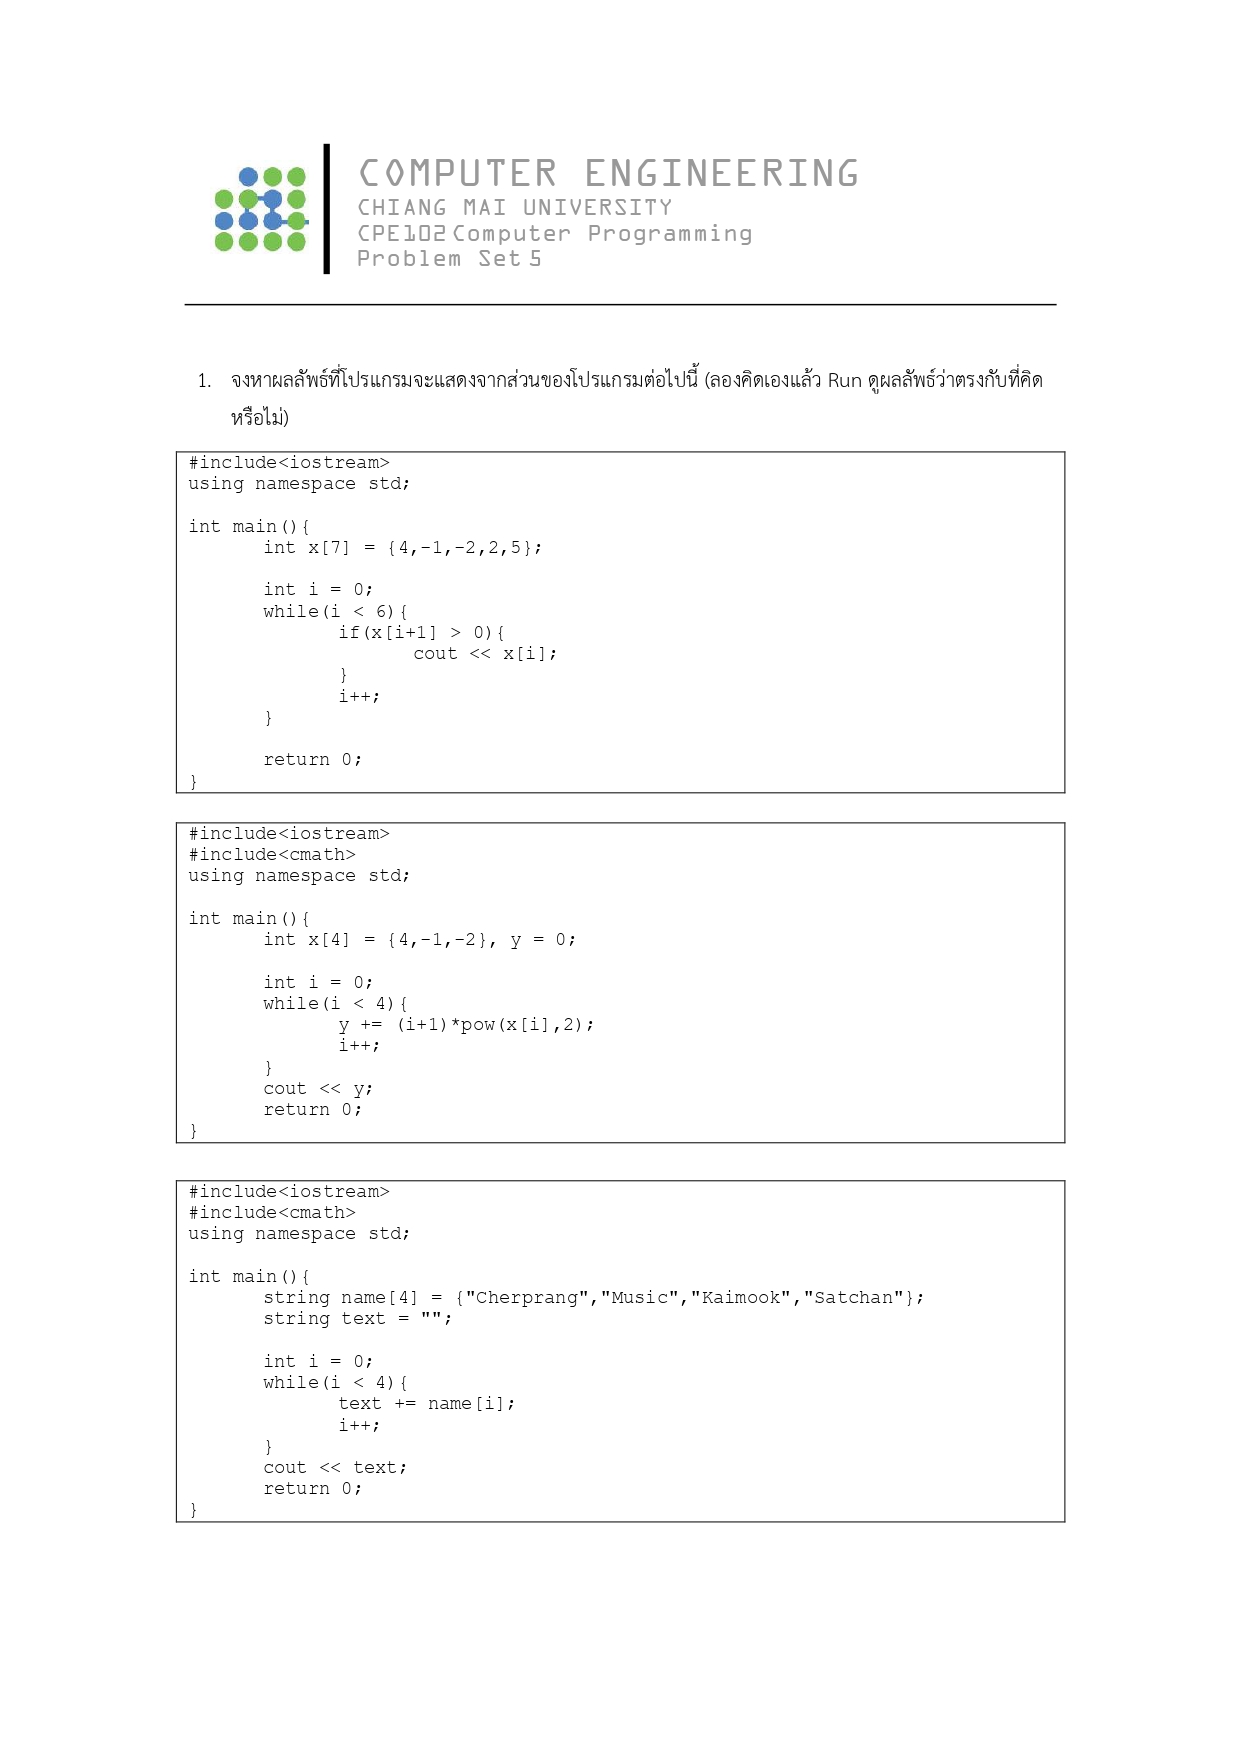 COMPUTER ENGINEERING
CHIANG MAI UNIVERSITY
CPE102 Computer Programming
Problem Set 5
1. จงหาผลลัพธ์ที่โปรแกรมจะแสดงจากส่วนของโปรแกรมต่อไปนี้ (ลองคิดเองแล้ว Run ดูผลลัพธ์ว่าตรงกับที่คิด
หรือไม่)
#include<iostream>
using namespace std;
int main(){
int x[7] = {4,-1,-2,2,5};
int i = 0;
while(i < 6){
if(x[i+1] > 0){
cout << x[i];
}
i++;
}
return 0;
}
#include<iostream>
#include<cmath>
using namespace std;
int main(){
int x[4] = {4,-1,-2}, y = 0;
int i = 0;
while(i < 4){
y += (i+1)*pow(x[i],2);
i++;
}
cout << y;
return 0;
}
#include<iostream>
#include<cmath>
using namespace std;
int main(){
string name[4] = {"Cherprang","Music","Kaimook","Satchan"};
string text = "";
int i = 0;
while(i < 4){
text += name[i];
i++;
}
cout << text;
return 0;
}